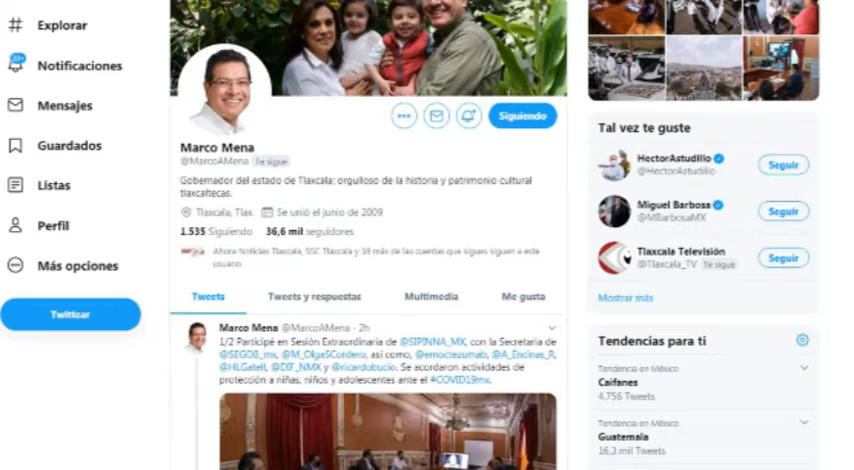 Explorar
20+
Notificaciones
Mensajes
Guardados
Listas
Perfil
Más opciones
Twittear
Siguiendo
Marco Mena
@MarcoAMena Te sigue
Gobernador del estado de Tlaxcala; orgulloso de la historia y patrimonio cultural
tlaxcaltecas.
Tlaxcala, Tlax. Se unió el junio de 2009
1.535 Siguiendo 36,6 mil seguidores
Ahora Noticias Tlaxcala, SSC Tlaxcala y 38 más de las cuentas que sigues siguen a este
usuario
Tweets Tweets y respuestas Multimedia Me gusta
Marco Mena @MarcoAMena · 2h
1/2 Participé en Sesión Extraordinaria de @SIPINNA_MX, con la Secretaria de
@SEGOB_mx, @M_OlgaSCordero, así como, @emoctezumab, @A_Encinas_R,
@HLGatell, @DIF_NMX y @ricardobucio. Se acordaron actividades de
protección a niñas, niños y adolescentes ante el #COVID19mx.
Tal vez te guste
HectorAstudillo
@HectorAstudillo
Seguir
Miguel Barbosa
@MBarbosaMX
Seguir
Tlaxcala Televisión
@Tlaxcala_TV Te sigue
Seguir
Mostrar más
Tendencias para ti
Tendencia en México
Caifanes
4,756 Tweets
Tendencia en México
Guatemala
16.3 mil Tweets